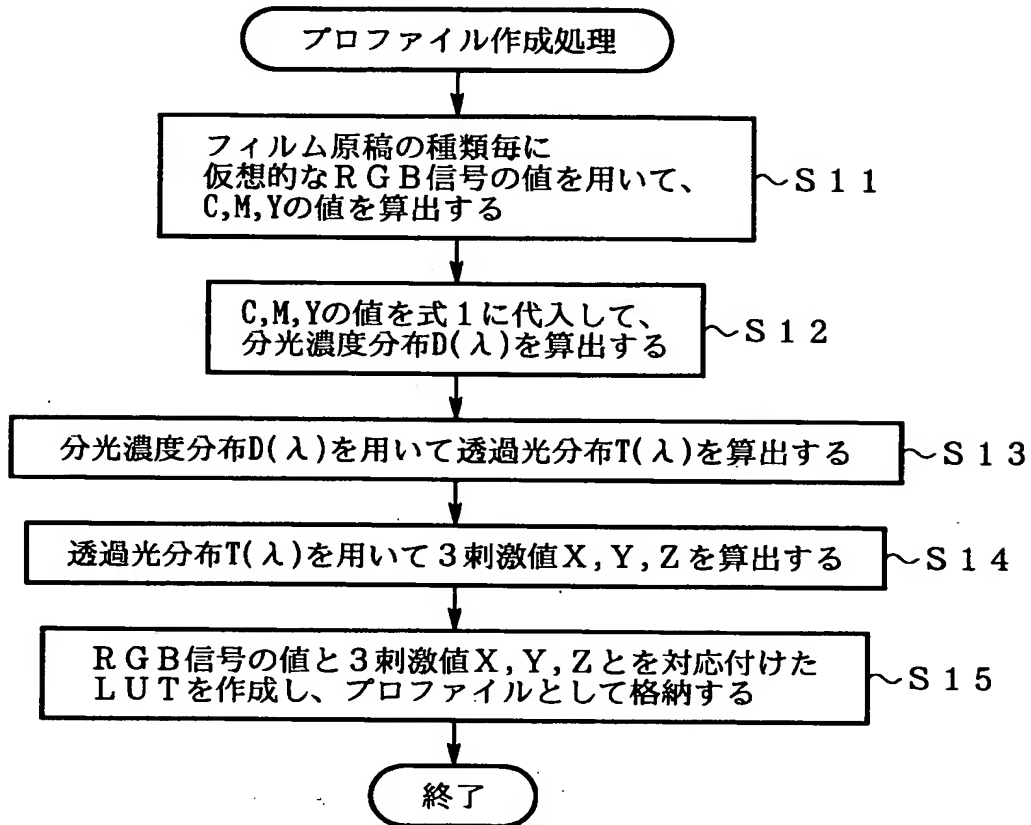 プロファイル作成処理
フィルム原稿の種類毎に
仮想的なRGB信号の値を用いて、
C,M,Yの値を算出する
~S11
C,M,Yの値を式1に代入して、
分光濃度分布D(λ)を算出する
~S12
分光濃度分布D(λ)を用いて透過光分布T(λ)を算出する
~S13
透過光分布T(λ)を用いて3刺激値X,Y,Zを算出する
~S14
RGB信号の値と3刺激値X,Y,Zとを対応付けた
LUTを作成し、プロファイルとして格納する
~S15
終了